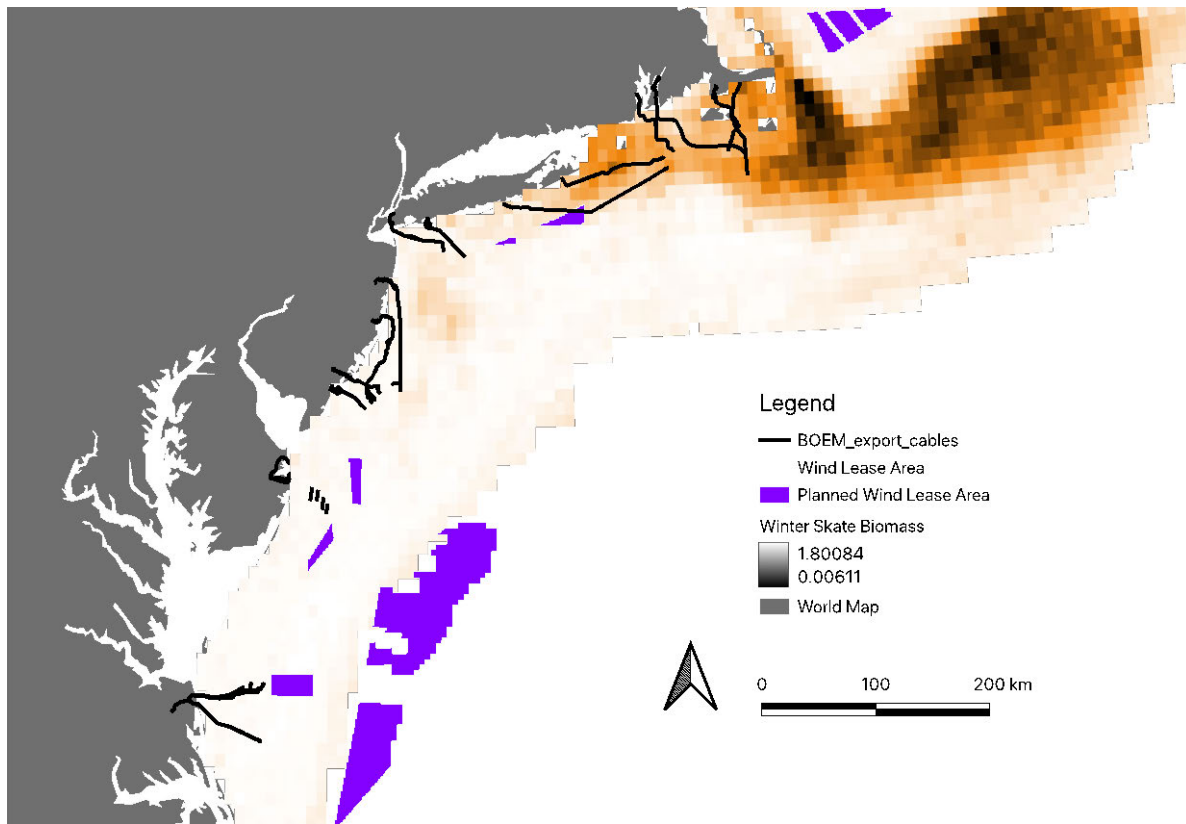 Legend
BOEM_export_cables
Wind Lease Area
Planned Wind Lease Area
Winter Skate Biomass
1.80084
0.00611
World Map
0 100 200 km